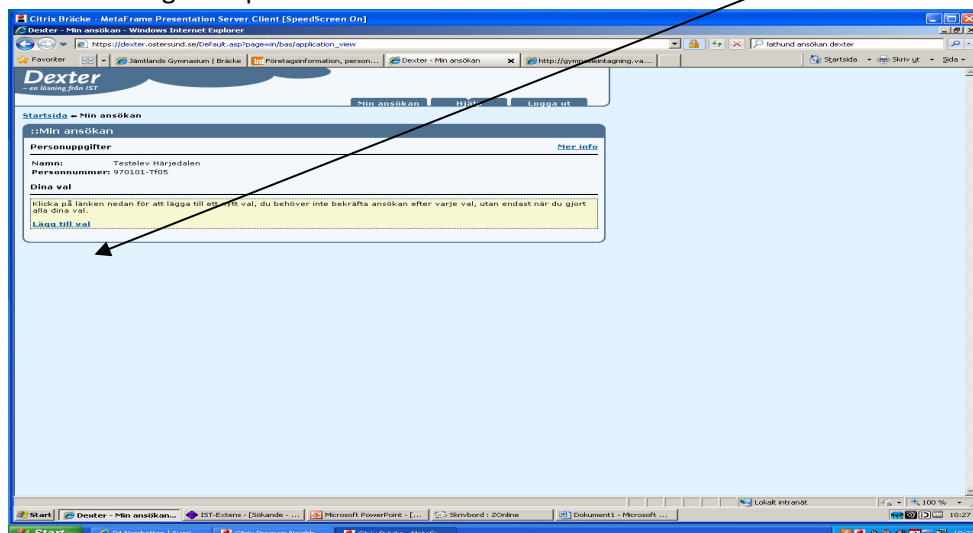 Citrix Bräcke - MetaFrame Presentation Server Client [SpeedScreen On]
Dexter - Min ansökan - Windows Internet Explorer
https://dexter.ostersund.se/Default.asp?page=in/bas/application_view
lathund ansökan dexter
Favoriter
Jämtlands Gymnasium | Bräcke
Företagsinformation, person...
Dexter - Min ansökan
http://gymnasieintagning.va...
Startsida
Skriv ut
Sida
Dexter
– en lösning från IST
Min ansökan
Logga ut
Startsida – Min ansökan
::Min ansökan
Personuppgifter
Mer info
Namn: Testelev Härjedalen
Personnummer: 970101-Tf05
Dina val
Klicka på länken nedan för att lägga till ett nytt val, du behöver inte bekräfta ansökan efter varje val, utan endast når du gjort
alla dina val.
Lägg till val
Lokalt intranät
100 %
Start
Dexter - Min ansökan...
IST-Extens - [Sökande - ...
Microsoft PowerPoint - [...
Skrivbord : ZOnline
Dokument1 - Microsoft ...
10:27